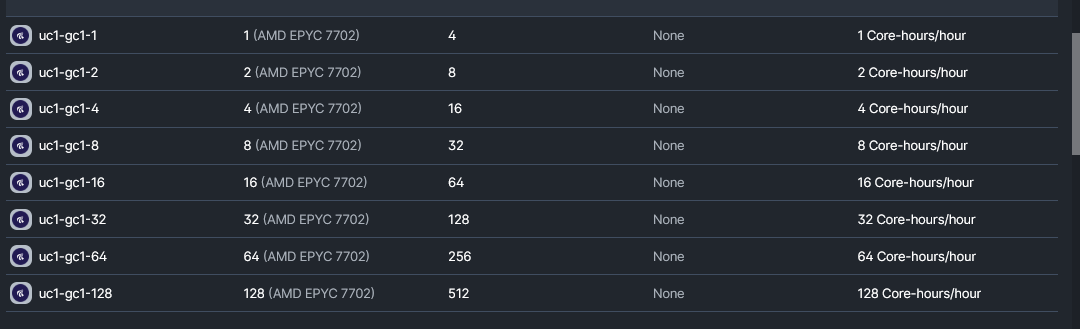 uc1-gc1-1 1 (AMD EPYC 7702) 4 None 1 Core-hours/hour
uc1-gc1-2 2 (AMD EPYC 7702) 8 None 2 Core-hours/hour
uc1-gc1-4 4 (AMD EPYC 7702) 16 None 4 Core-hours/hour
uc1-gc1-8 8 (AMD EPYC 7702) 32 None 8 Core-hours/hour
uc1-gc1-16 16 (AMD EPYC 7702) 64 None 16 Core-hours/hour
uc1-gc1-32 32 (AMD EPYC 7702) 128 None 32 Core-hours/hour
uc1-gc1-64 64 (AMD EPYC 7702) 256 None 64 Core-hours/hour
uc1-gc1-128 128 (AMD EPYC 7702) 512 None 128 Core-hours/hour